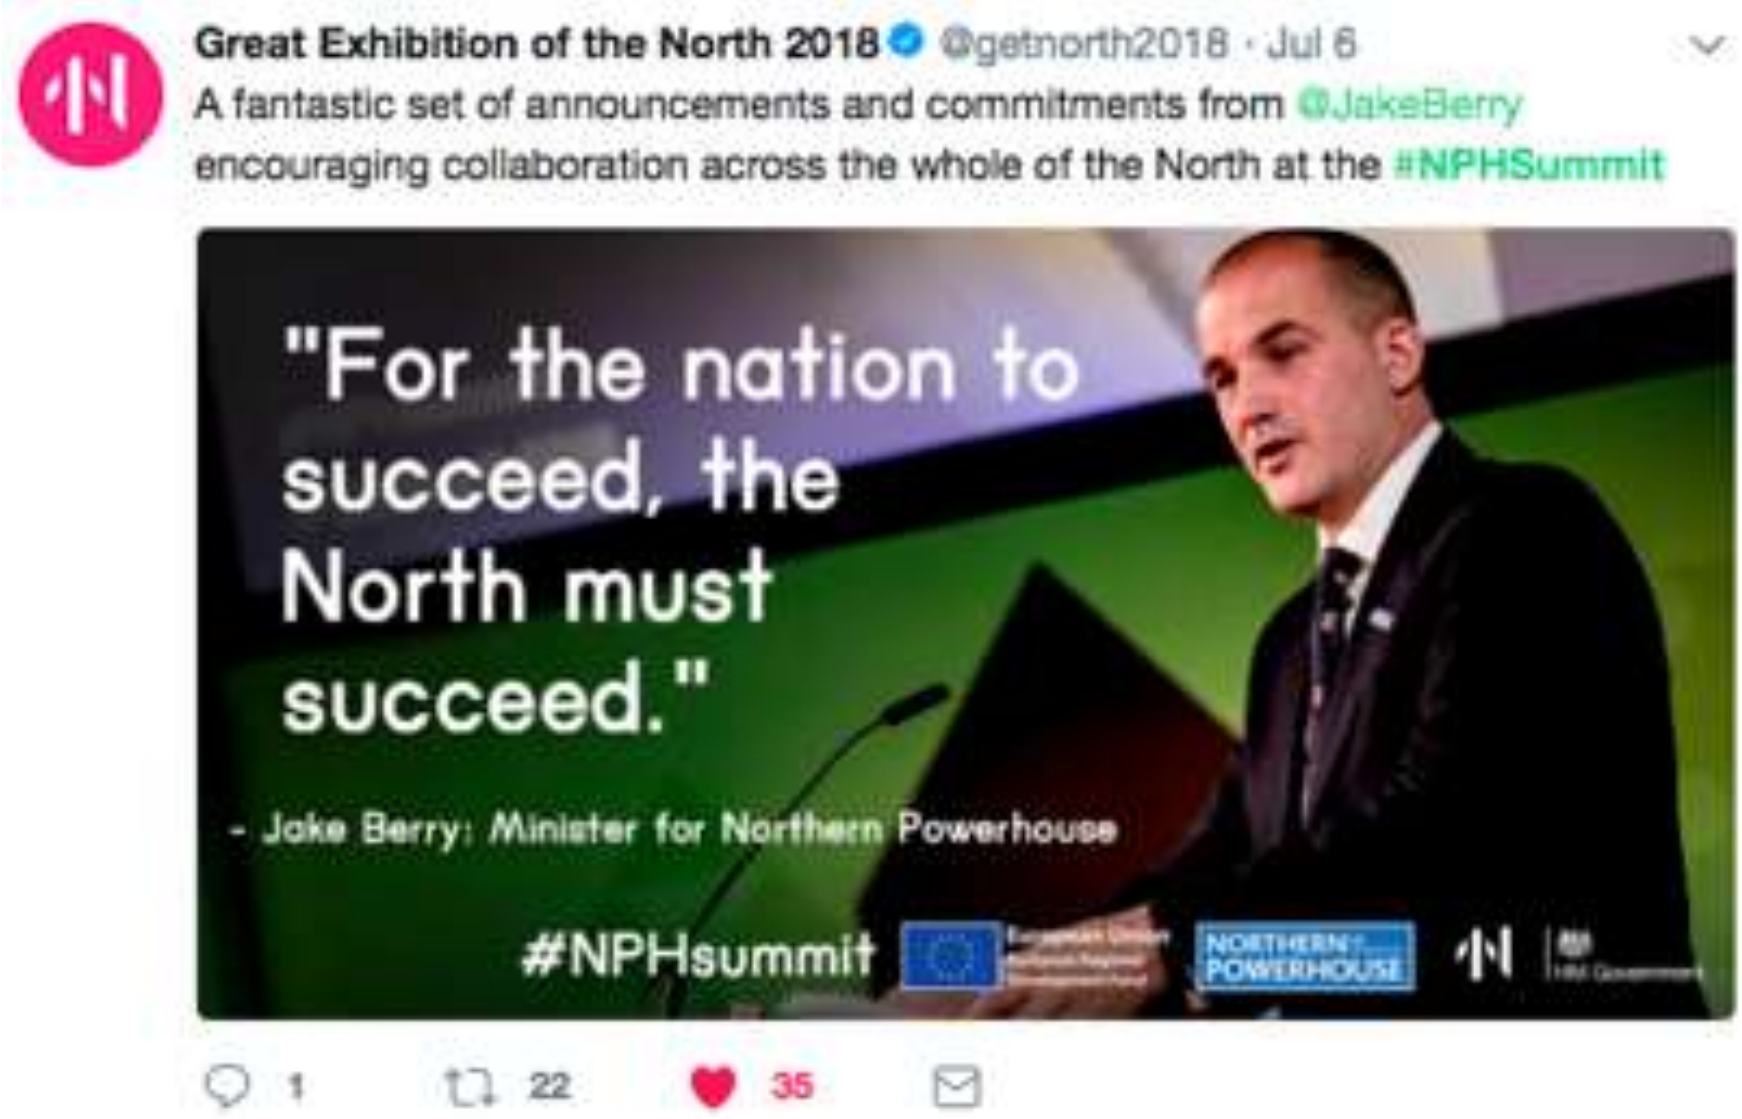 Great Exhibition of the North 2018 @getnorth2018 · Jul 6
A fantastic set of announcements and commitments from @JakeBerry
encouraging collaboration across the whole of the North at the #NPHSummit
"For the nation to
succeed, the
North must
succeed."
- Jake Berry: Minister for Northern Powerhouse
#NPHsummit
European Union
NORTHERN
POWERHOUSE
HM Government
1 22 35